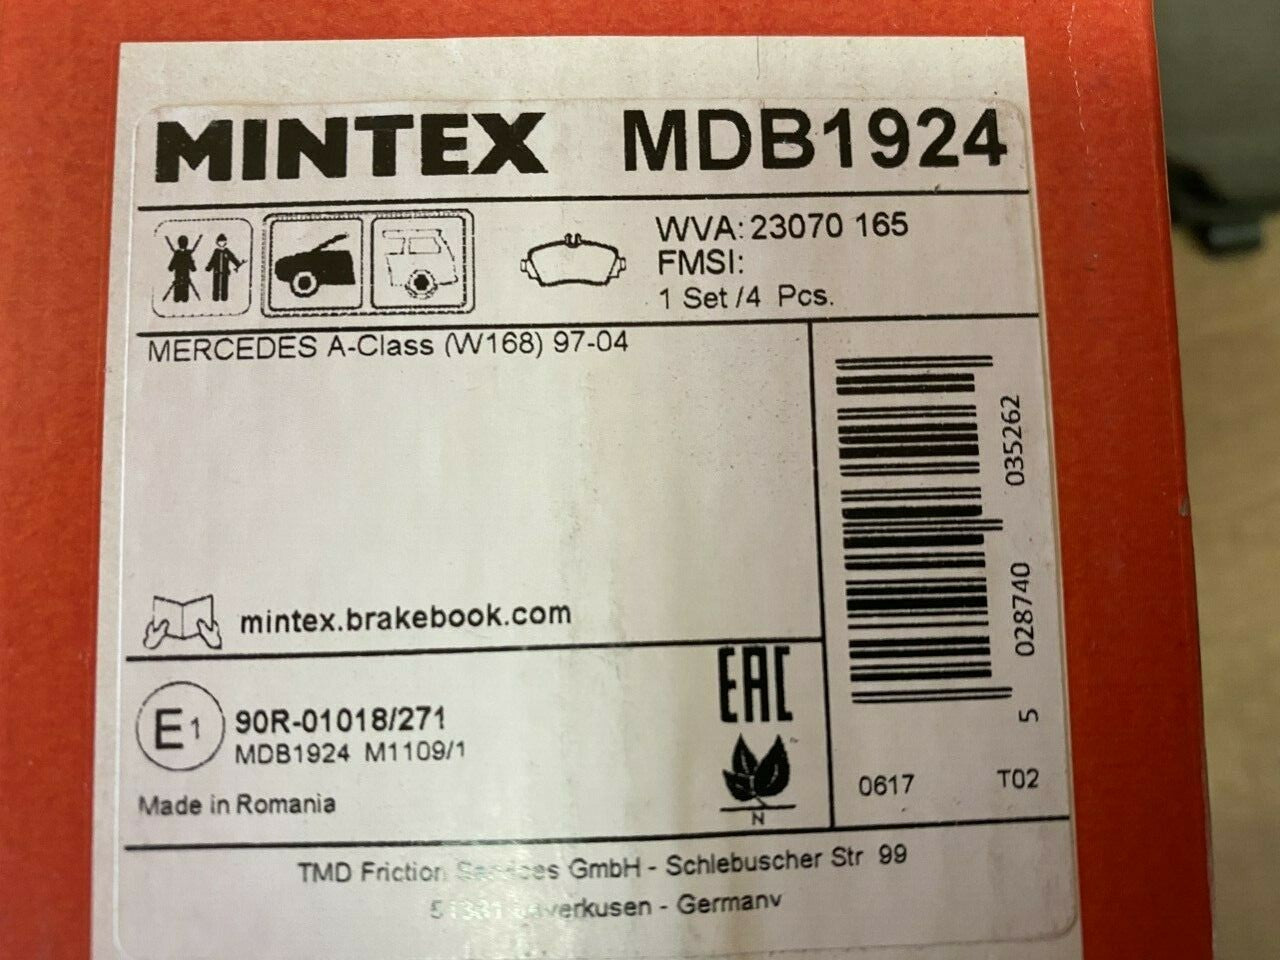 MINTEX MDB1924
WVA: 23070 165
FMSI:
1 Set /4 Pcs.
MERCEDES A-Class (W168) 97-04
mintex.brakebook.com
5 028740 035262
E1 90R-01018/271
MDB1924 M1109/1
Made in Romania
EAC
N
0617 T02
TMD Friction Services GmbH - Schlebuscher Str 99
Leverkusen - Germany